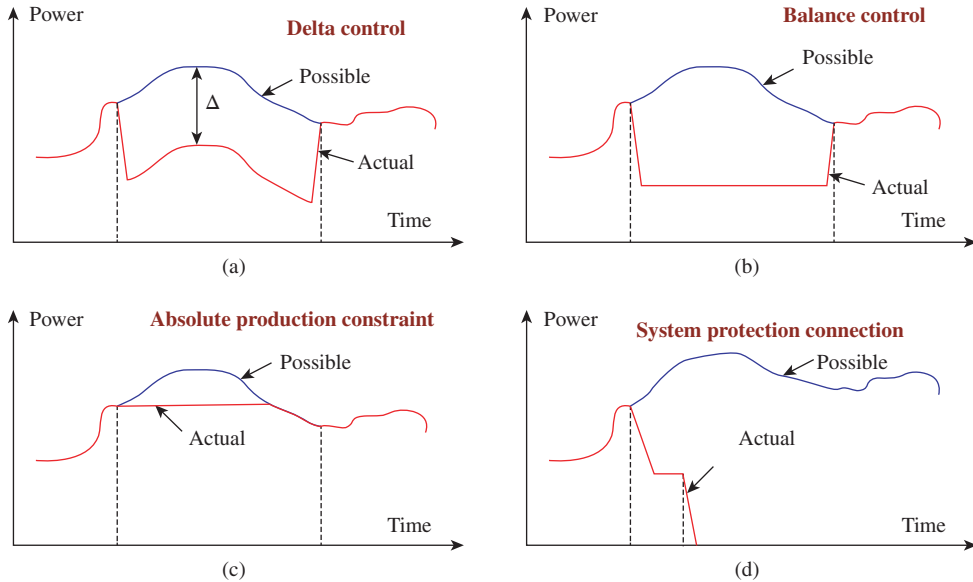 Power
Delta control
Possible
Δ
Actual
Time
(a)
Power
Balance control
Possible
Actual
Time
(b)
Power
Absolute production constraint
Possible
Actual
Time
(c)
Power
System protection connection
Possible
Actual
Time
(d)